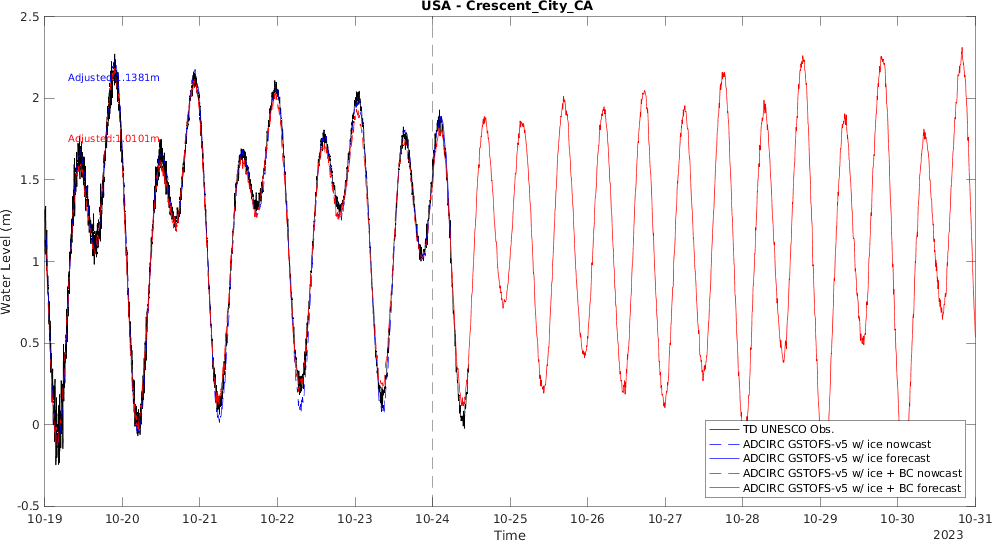 USA - Crescent_City_CA
2.5
2
1.5
1
0.5
0
-0.5
Water Level (m)
Adjusted:1.1381m
Adjusted:1.0101m
TD UNESCO Obs.
ADCIRC GSTOFS-v5 w/ ice nowcast
ADCIRC GSTOFS-v5 w/ ice forecast
ADCIRC GSTOFS-v5 w/ ice + BC nowcast
ADCIRC GSTOFS-v5 w/ ice + BC forecast
10-19 10-20 10-21 10-22 10-23 10-24 10-25 10-26 10-27 10-28 10-29 10-30 10-31
Time
2023